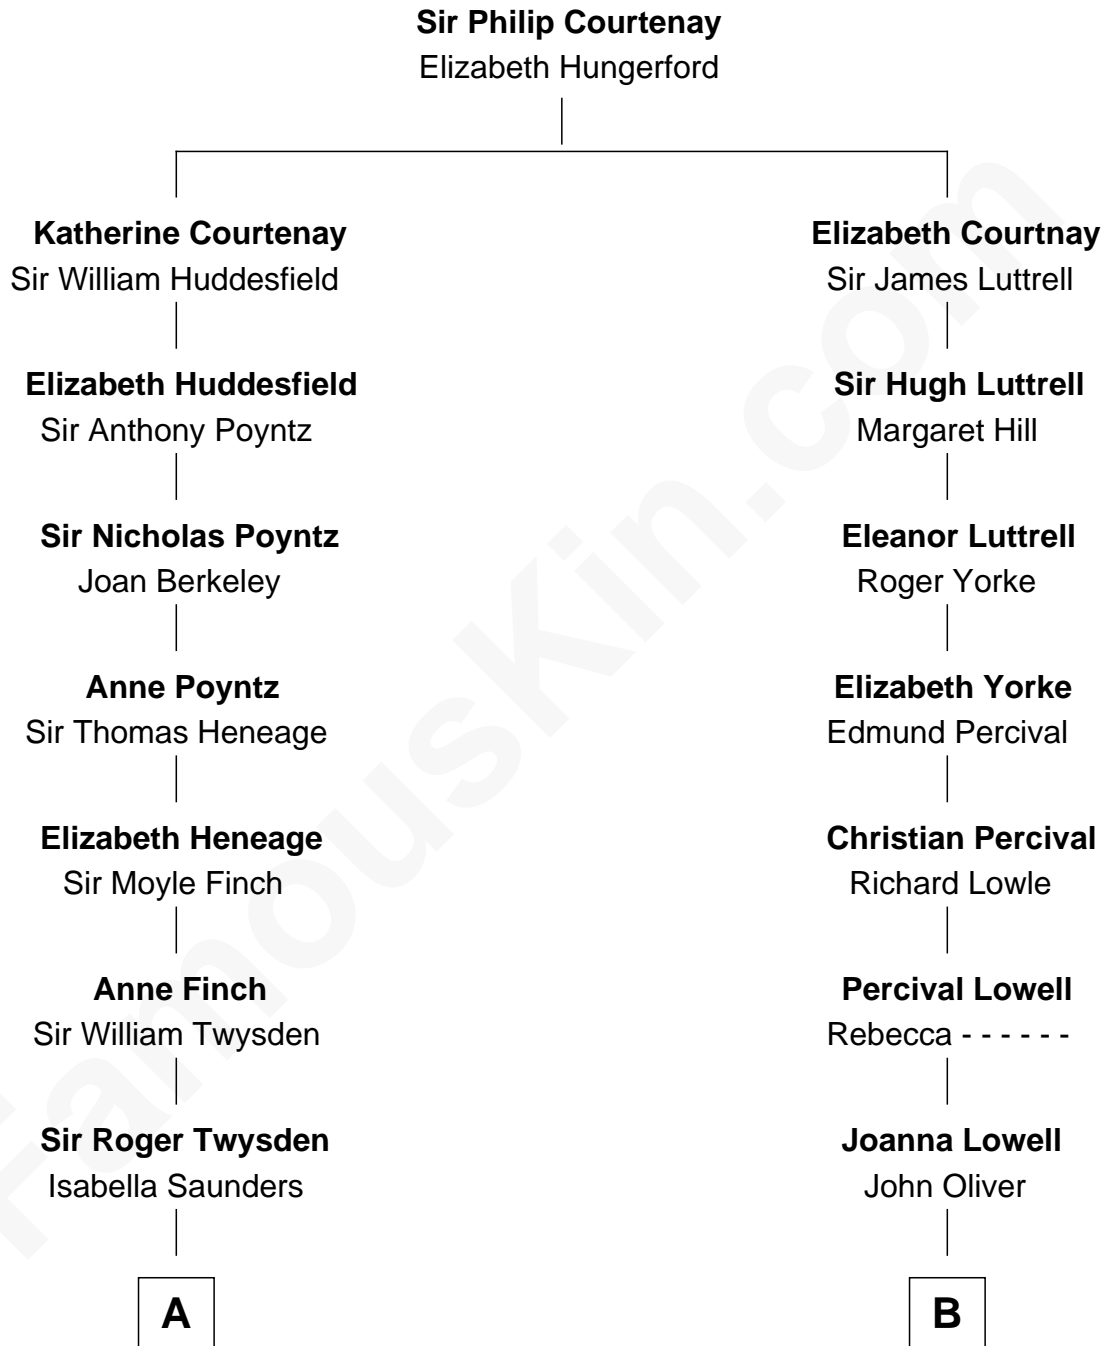 Sir Philip Courtenay
Elizabeth Hungerford
Katherine Courtenay
Sir William Huddesfield
Elizabeth Courtnay
Sir James Luttrell
Elizabeth Huddesfield
Sir Anthony Poyntz
Sir Hugh Luttrell
Margaret Hill
Sir Nicholas Poyntz
Joan Berkeley
Eleanor Luttrell
Roger Yorke
Anne Poyntz
Sir Thomas Heneage
Elizabeth Yorke
Edmund Percival
Elizabeth Heneage
Sir Moyle Finch
Christian Percival
Richard Lowle
Anne Finch
Sir William Twysden
Percival Lowell
Rebecca - - - - - -
Sir Roger Twysden
Isabella Saunders
Joanna Lowell
John Oliver
A
B
FamousKin.com